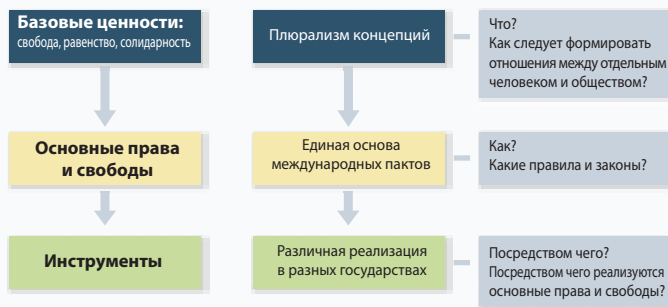 Базовые ценности:
свобода, равенство, солидарность
Плюрализм концепций
Что?
Как следует формировать
отношения между отдельным
человеком и обществом?
Основные права
и свободы
Единая основа
международных пактов
Как?
Какие правила и законы?
Инструменты
Различная реализация
в разных государствах
Посредством чего?
Посредством чего реализуются
основные права и свободы?